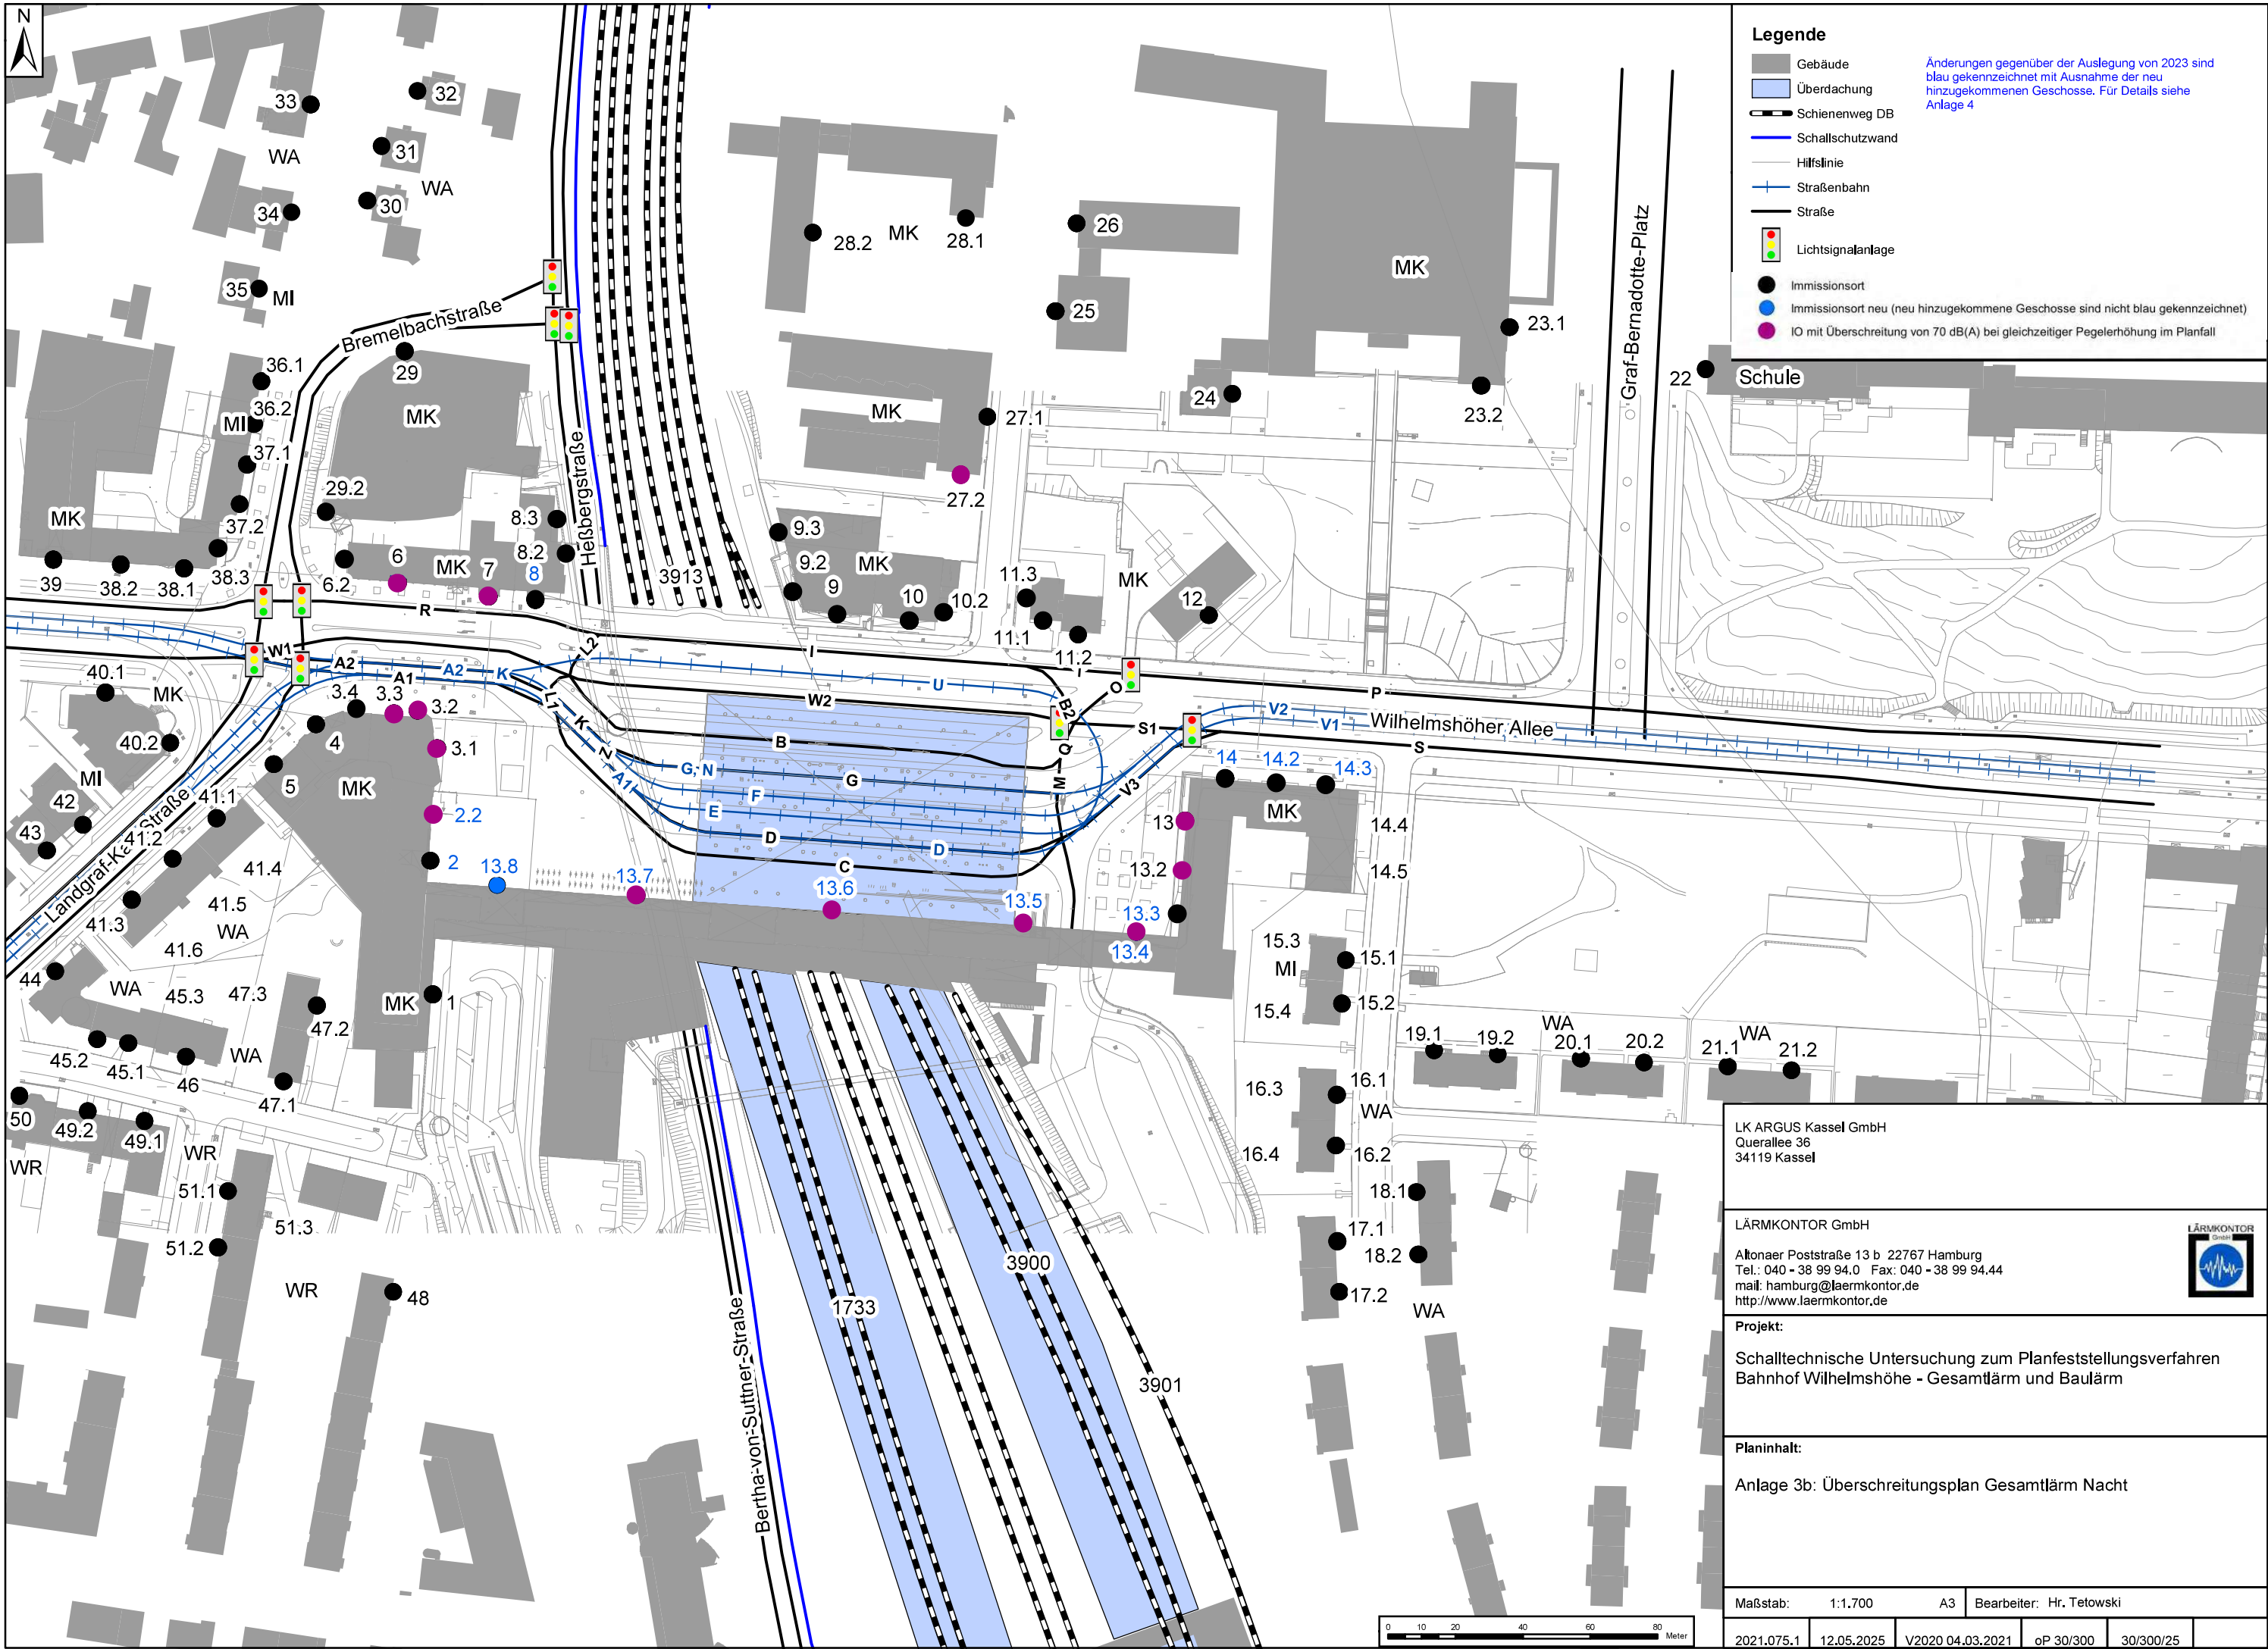 N
Legende
Gebäude
Überdachung
Schienenweg DB
Schallschutzwand
Hilfslinie
Straßenbahn
Straße
Lichtsignalanlage
Immissionsort
Immissionsort neu (neu hinzugekommene Geschosse sind nicht blau gekennzeichnet)
IO mit Überschreitung von 70 dB(A) bei gleichzeitiger Pegelerhöhung im Planfall
Änderungen gegenüber der Auslegung von 2023 sind
blau gekennzeichnet mit Ausnahme der neu
hinzugekommenen Geschosse. Für Details siehe
Anlage 4
33
32
WA
31
WA
30
34
35
MI
Bremelbachstraße
29
MK
36.1
36.2
MI
37.1
37.2
29.2
MK
39
38.2
38.1
38.3
6.2
6
MK
7
8
8.3
8.2
Heßbergstraße
3913
28.2
MK
28.1
26
25
MK
27.1
27.2
24
MK
23.1
23.2
Graf-Bernadotte-Platz
22
Schule
9.3
9.2
9
MK
10
10.2
11.3
11.1
11.2
MK
12
R
W1
A2
A2
A1
K
L2
L7
K
N
A1
I
I
U
W2
B
G, N
G
F
E
D
D
C
B2
O
Q
M
S1
V3
V2
V1
P
S
Wilhelmshöher Allee
40.1
MK
40.2
MI
42
43
3.4
3.3
3.2
3.1
4
5
MK
2.2
2
13.8
13.7
13.6
13.5
13.4
13.3
13.2
13
14
14.2
14.3
MK
14.4
14.5
41.1
41.2
41.3
41.4
41.5
WA
41.6
44
WA
45.3
47.3
45.2
45.1
46
WA
47.2
47.1
MK
1
50
49.2
49.1
WR
WR
51.1
51.2
51.3
WR
48
Bertha-von-Suttner-Straße
1733
3900
3901
15.3
MI
15.1
15.4
15.2
16.3
16.1
WA
16.4
16.2
17.1
17.2
18.1
18.2
WA
19.1
19.2
WA
20.1
20.2
WA
21.1
21.2
0 10 20 40 60 80
Meter
LK ARGUS Kassel GmbH
Querallee 36
34119 Kassel
LÄRMKONTOR GmbH
Altonaer Poststraße 13 b 22767 Hamburg
Tel.: 040 - 38 99 94.0 Fax: 040 - 38 99 94.44
mail: hamburg@laermkontor.de
http://www.laermkontor.de
LÄRMKONTOR
GmbH
Projekt:
Schalltechnische Untersuchung zum Planfeststellungsverfahren
Bahnhof Wilhelmshöhe - Gesamtlärm und Baulärm
Planinhalt:
Anlage 3b: Überschreitungsplan Gesamtlärm Nacht
Maßstab: 1:1.700 A3 Bearbeiter: Hr. Tetowski
2021.075.1 12.05.2025 V2020 04.03.2021 oP 30/300 30/300/25